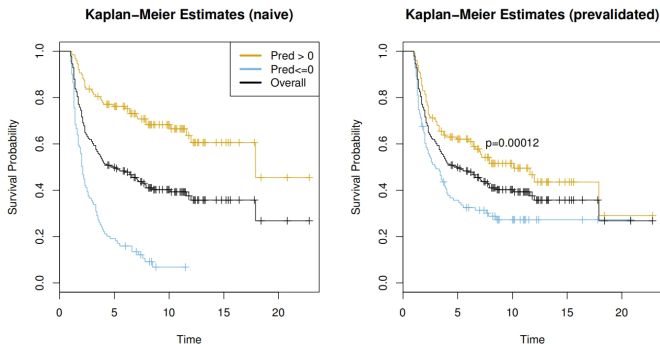 Kaplan−Meier Estimates (naive)
Survival Probability
1.0
0.8
0.6
0.4
0.2
0.0
Pred > 0
Pred<=0
Overall
0 5 10 15 20
Time
Kaplan−Meier Estimates (prevalidated)
Survival Probability
1.0
0.8
0.6
0.4
0.2
0.0
p=0.00012
0 5 10 15 20
Time